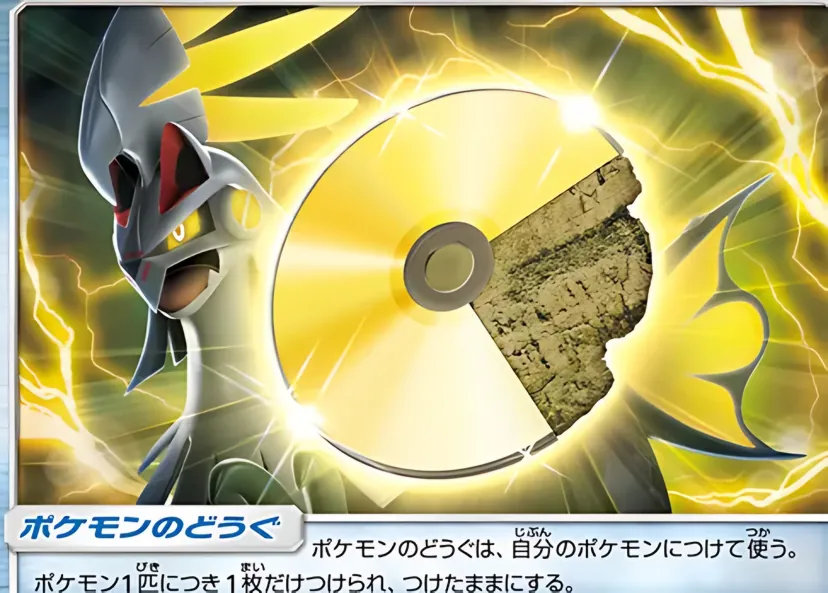 ポケモンのどうぐ
ポケモンのどうぐは、自分のポケモンにつけて使う。
ポケモン1匹につき1枚だけつけられ、つけたままにする。